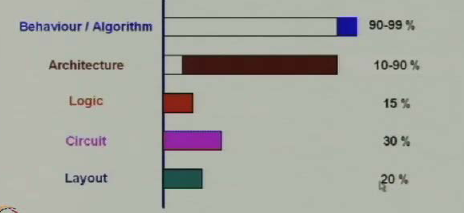 Behaviour / Algorithm 90-99 %
Architecture 10-90 %
Logic 15 %
Circuit 30 %
Layout 20 %